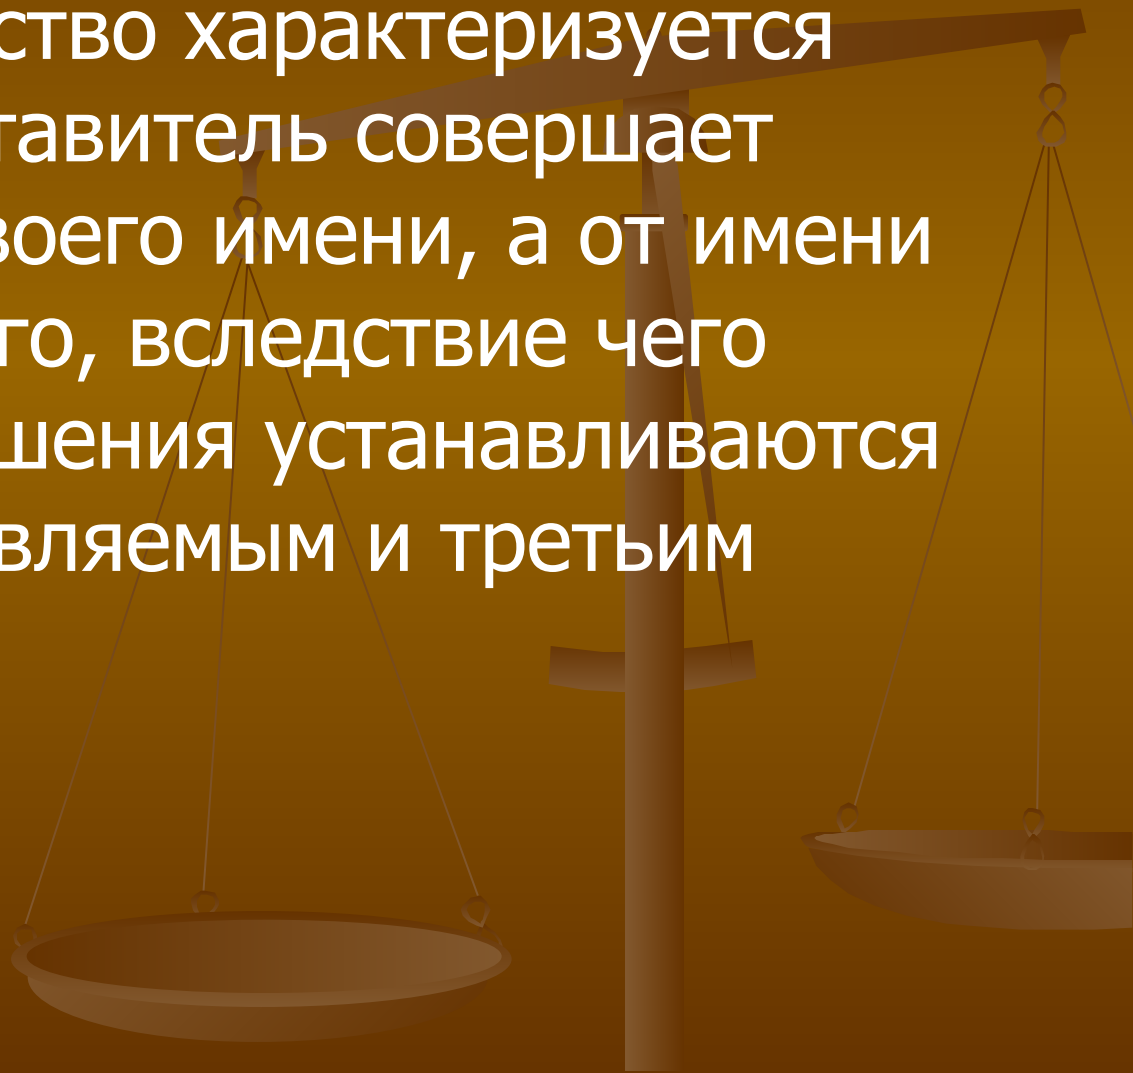 ство характеризуется
тавитель совершает
воего имени, а от имени
го, вследствие чего
шения устанавливаются
вляемым и третьим